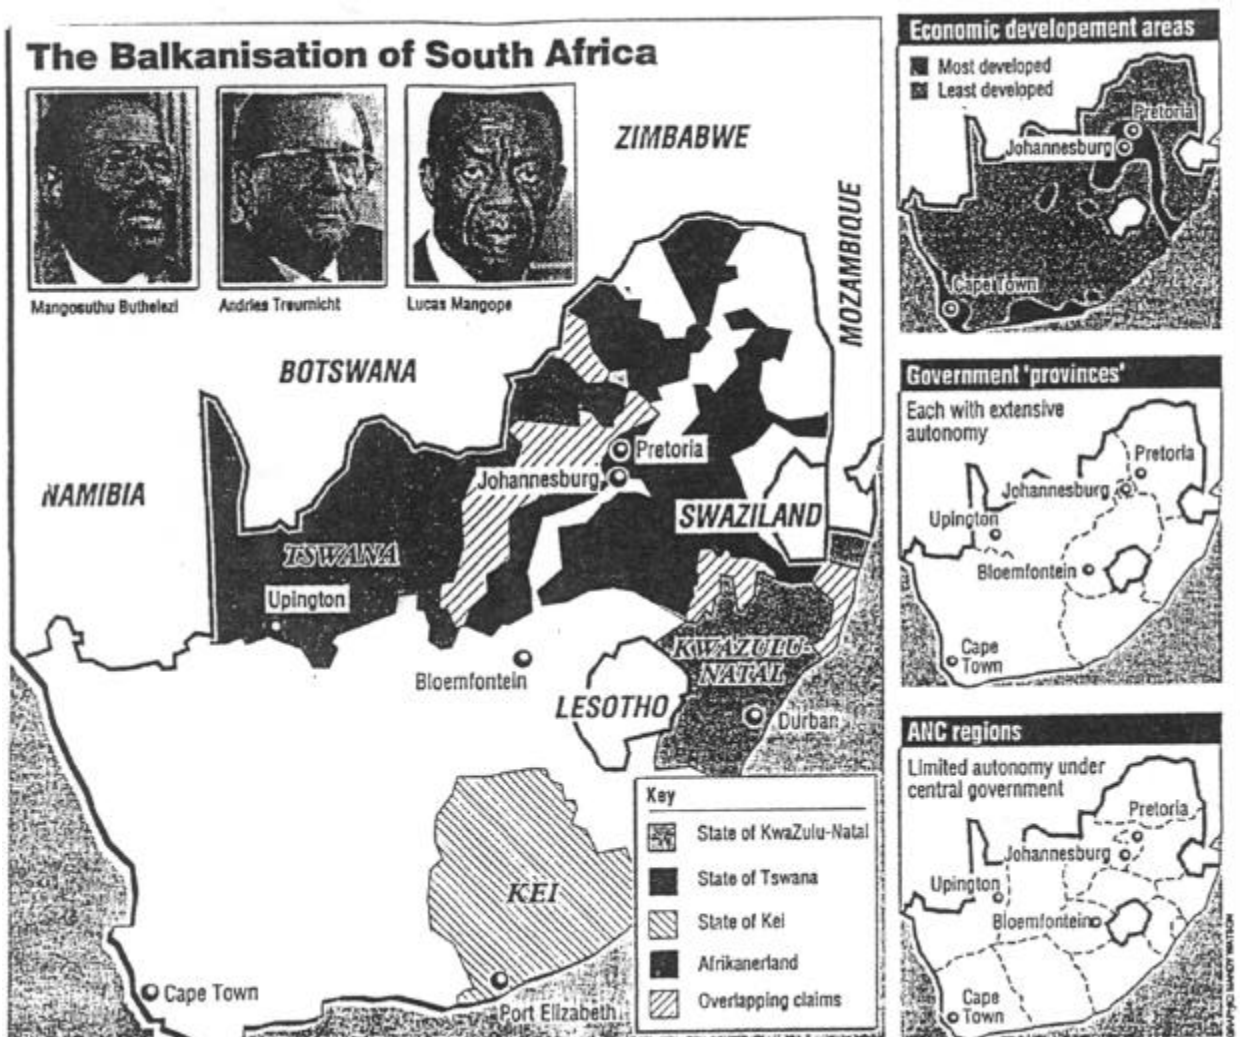 The Balkanisation of South Africa
Mangosuthu Buthelezi
Andries Treurnicht
Lucas Mangope
ZIMBABWE
MOZAMBIQUE
BOTSWANA
NAMIBIA
Pretoria
Johannesburg
SWAZILAND
TSWANA
Upington
KWAZULU-
NATAL
Bloemfontein
LESOTHO
Durban
KEI
Cape Town
Port Elizabeth
Key
State of KwaZulu-Natal
State of Tswana
State of Kei
Afrikanerland
Overlapping claims
Economic developement areas
Most developed
Least developed
Pretoria
Johannesburg
Cape Town
Government 'provinces'
Each with extensive
autonomy
Pretoria
Johannesburg
Upington
Bloemfontein
Cape
Town
ANC regions
Limited autonomy under
central government
Pretoria
Johannesburg
Upington
Bloemfontein
Cape
Town